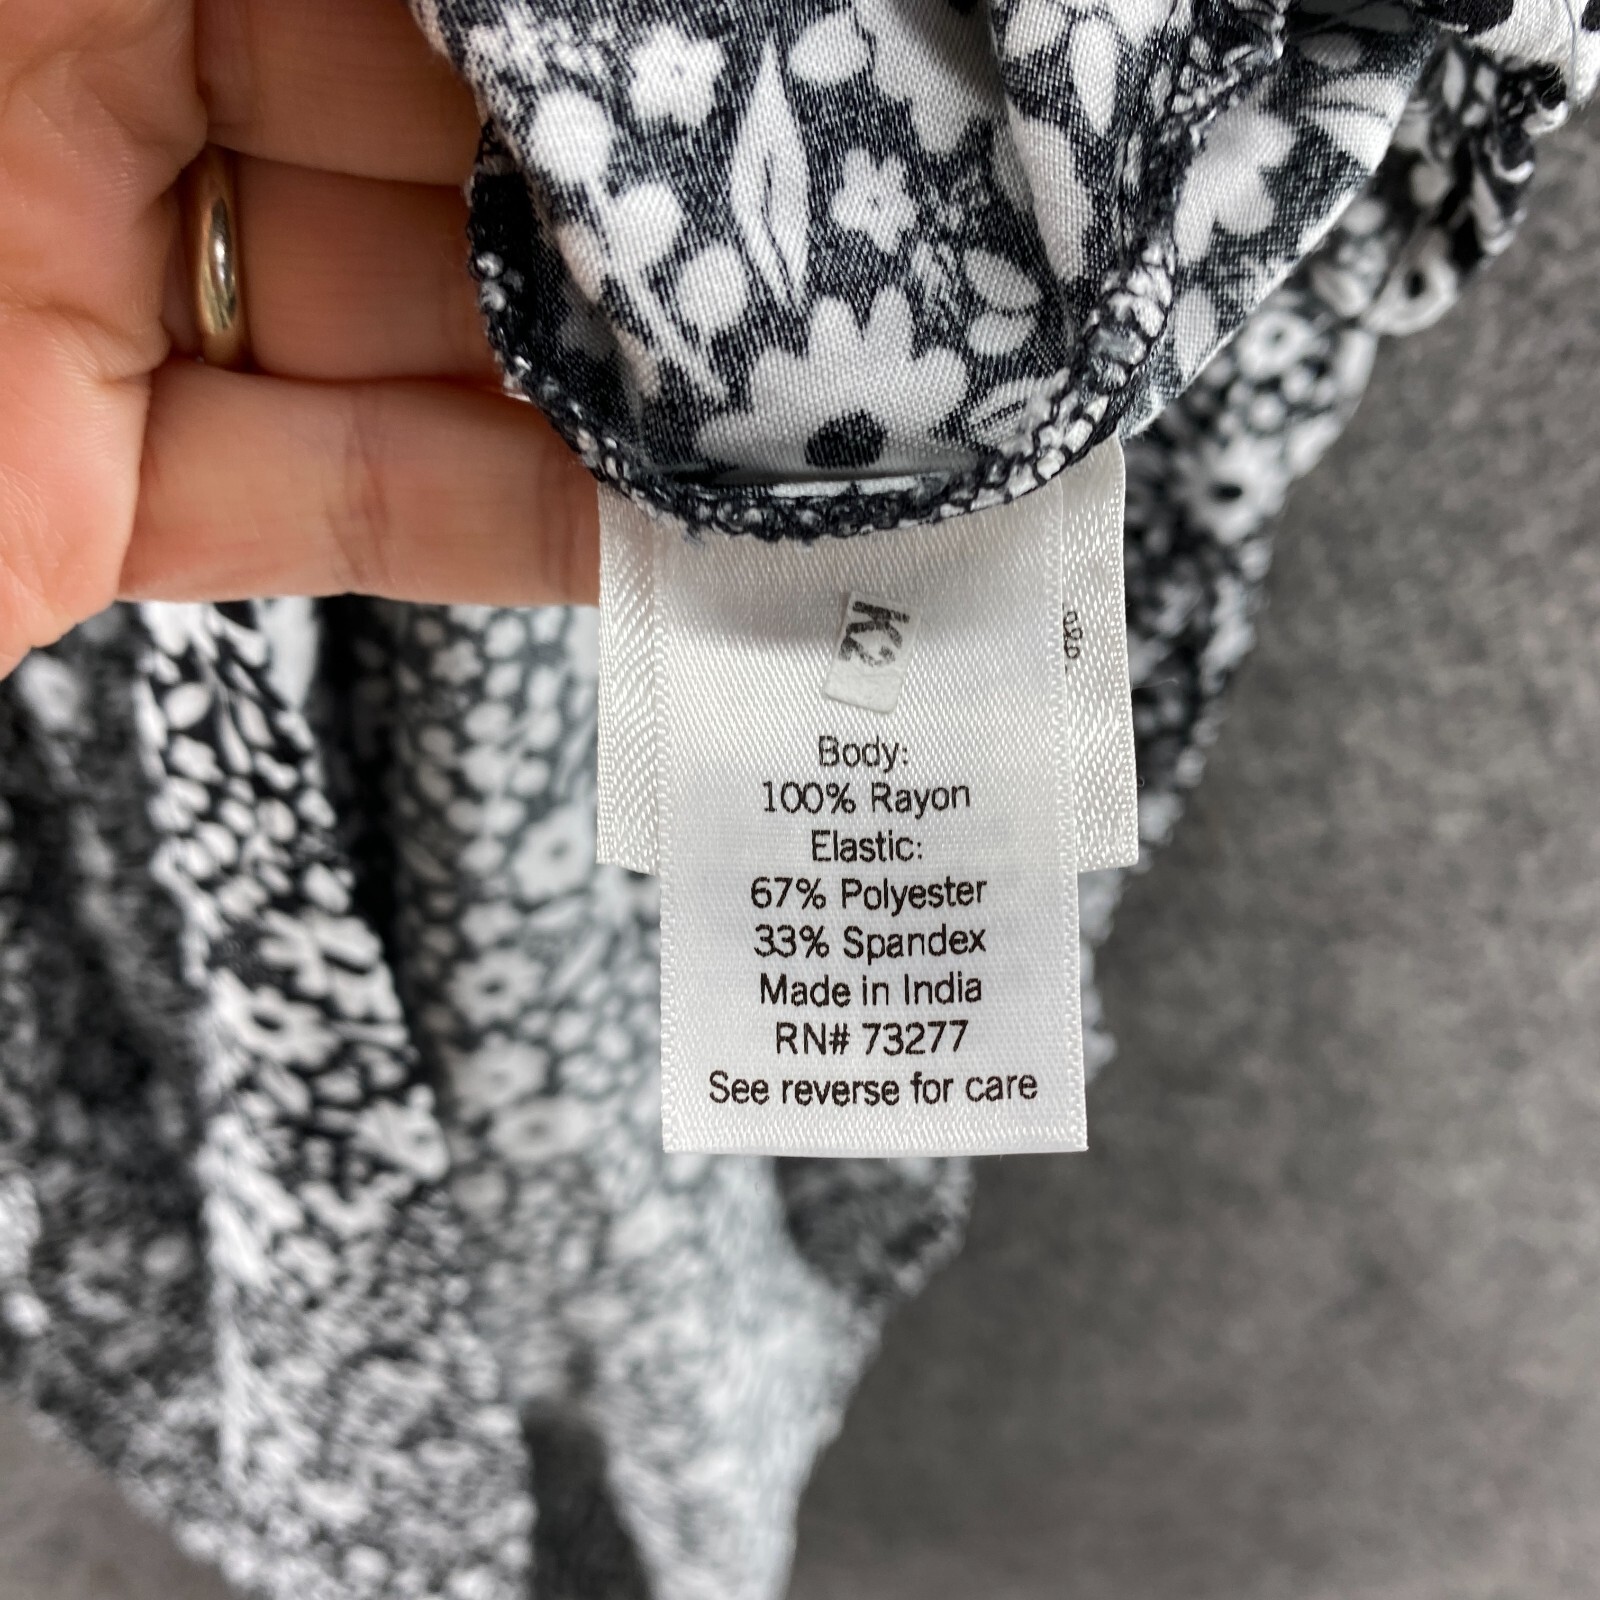 K2
Body:
100% Rayon
Elastic:
67% Polyester
33% Spandex
Made in India
RN# 73277
See reverse for care